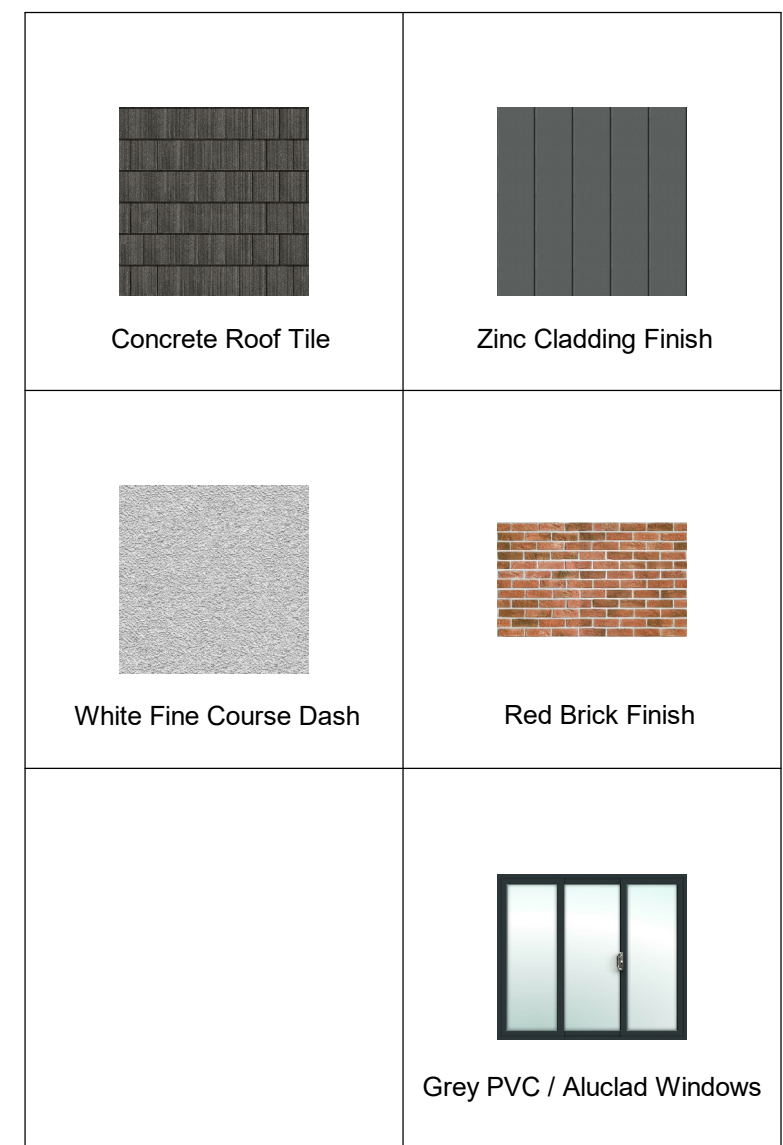 Concrete Roof Tile
Zinc Cladding Finish
White Fine Course Dash
Red Brick Finish
Grey PVC / Aluclad Windows